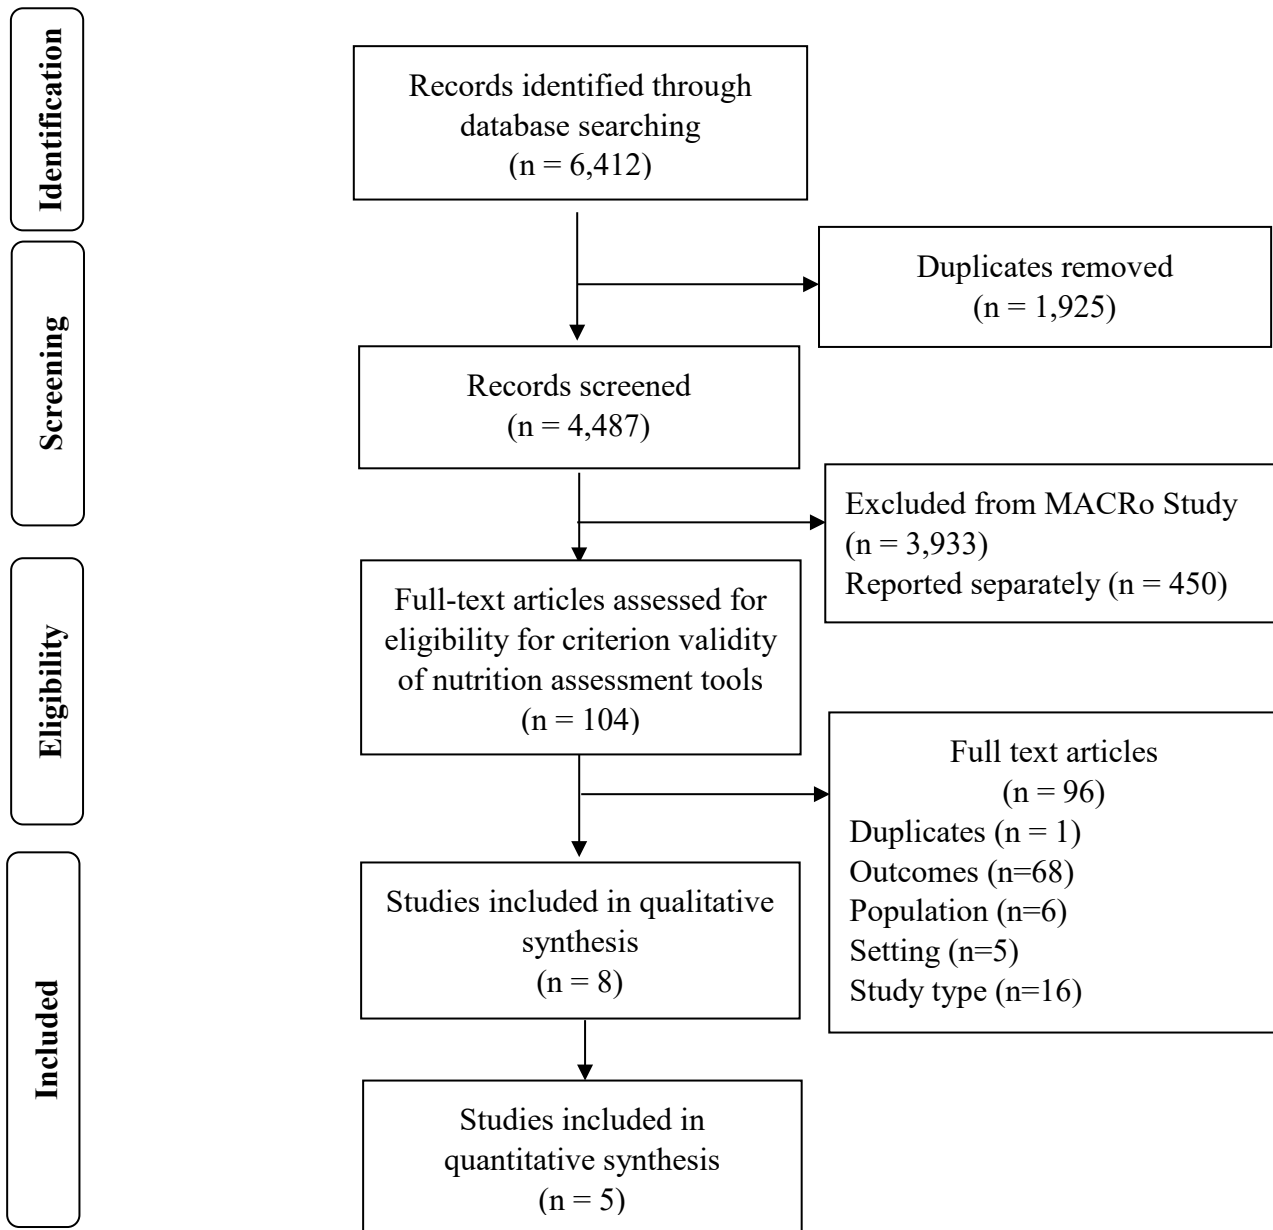 Identification
Records identified through
database searching
(n = 6,412)
Duplicates removed
(n = 1,925)
Screening
Records screened
(n = 4,487)
Excluded from MACRo Study
(n = 3,933)
Reported separately (n = 450)
Eligibility
Full-text articles assessed for
eligibility for criterion validity
of nutrition assessment tools
(n = 104)
Full text articles
(n = 96)
Duplicates (n = 1)
Outcomes (n=68)
Population (n=6)
Setting (n=5)
Study type (n=16)
Included
Studies included in qualitative
synthesis
(n = 8)
Studies included in
quantitative synthesis
(n = 5)